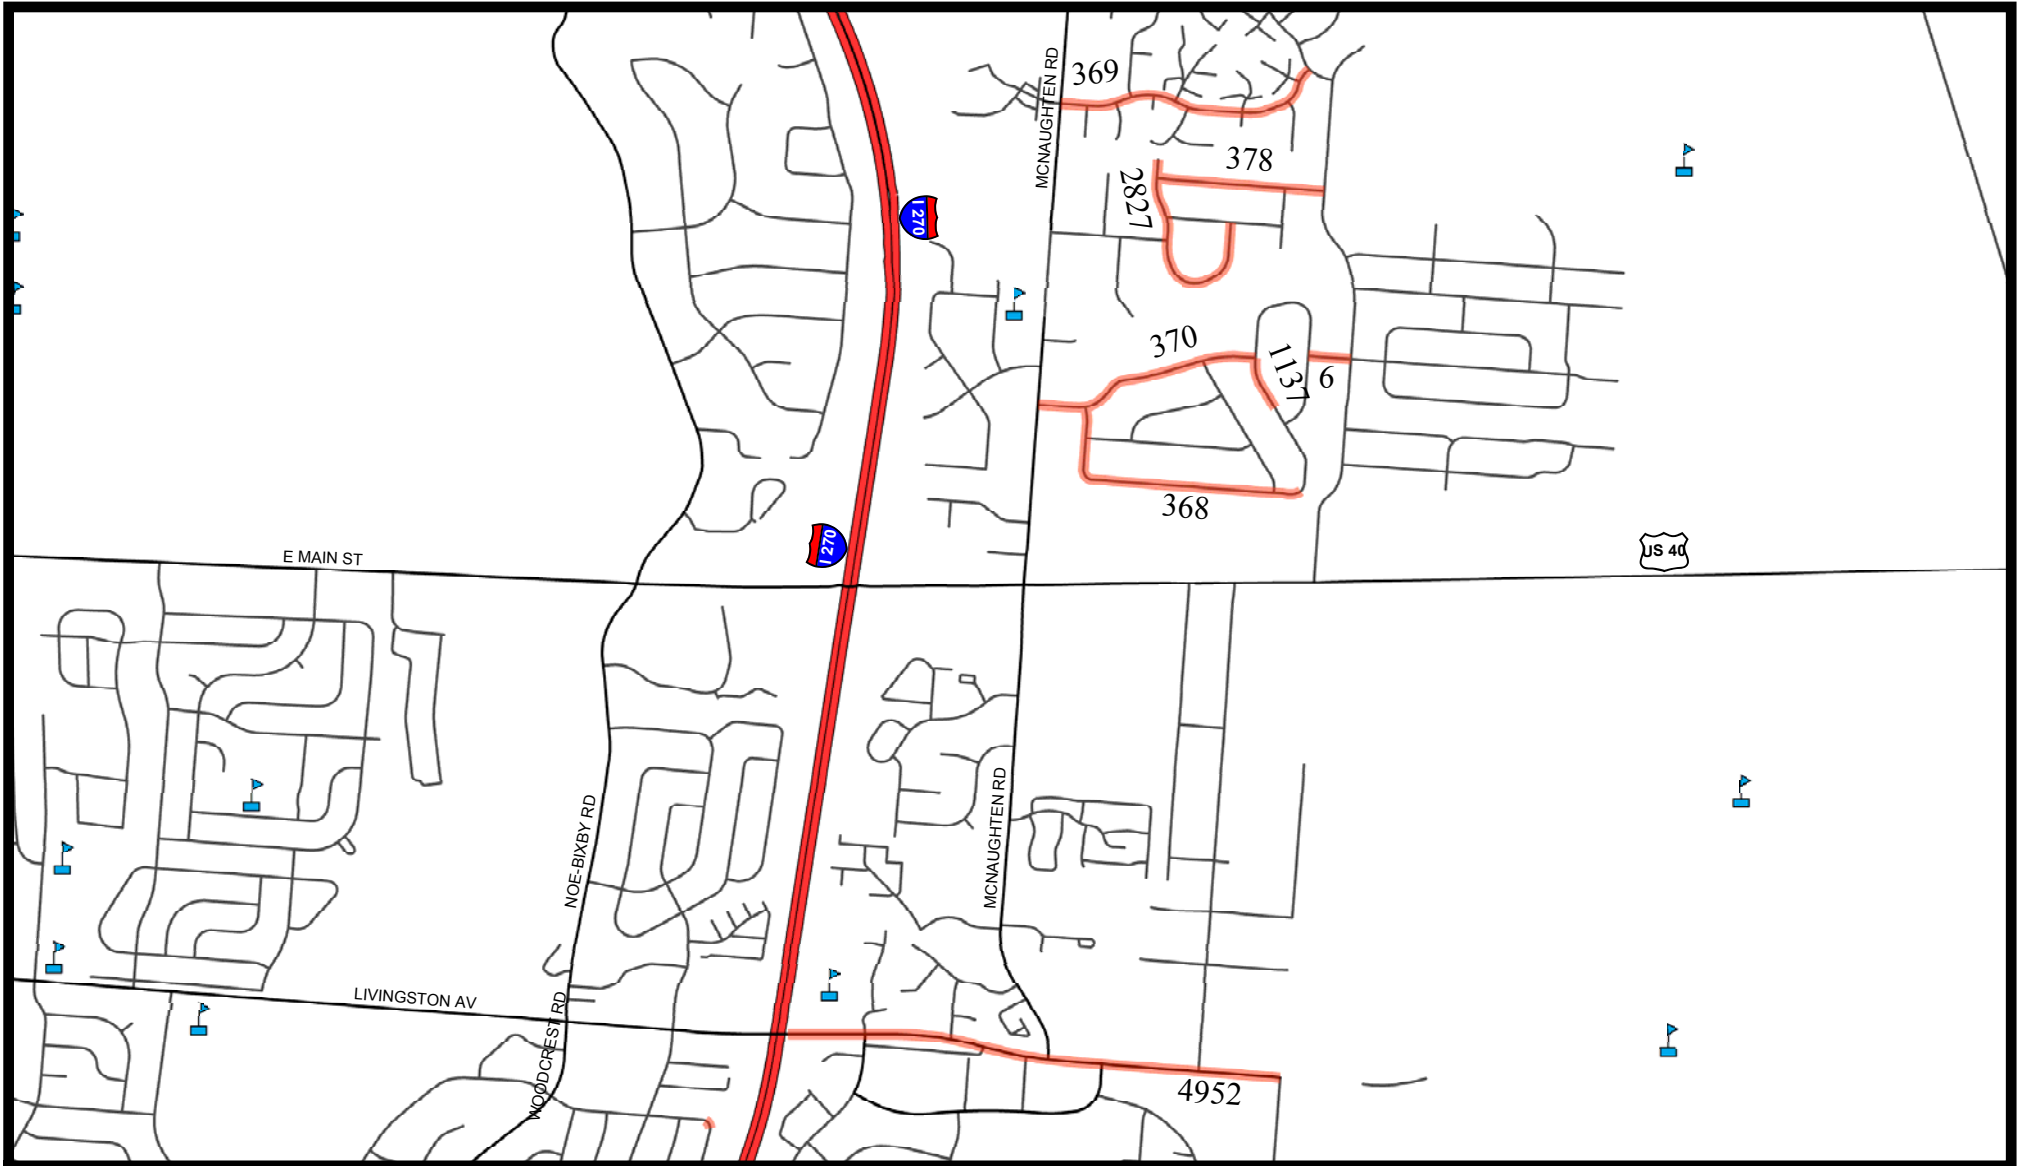 MCNAUGHTEN RD
369
378
2827
I 270
370
1137
6
368
I 270
US 40
E MAIN ST
NOE-BIXBY RD
MCNAUGHTEN RD
LIVINGSTON AV
WOODCREST RD
4952